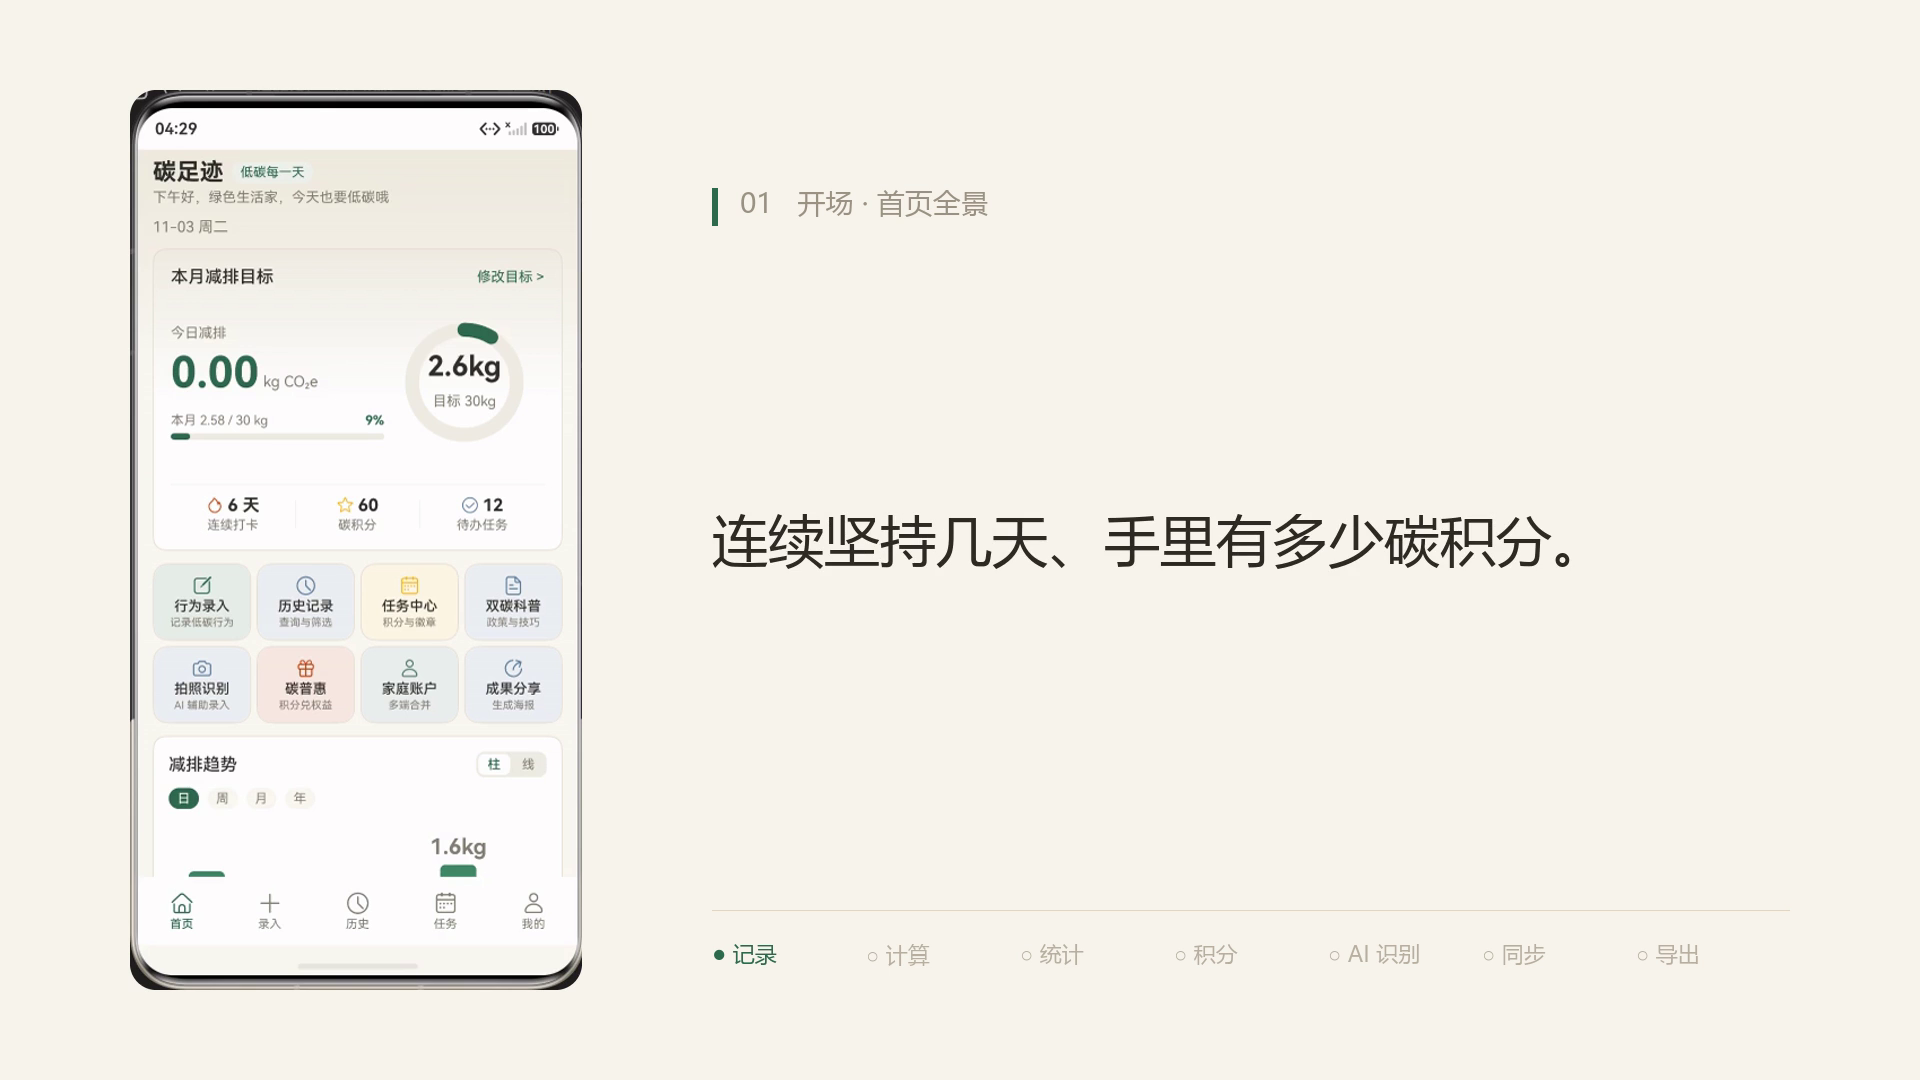 04:29
100
碳足迹 低碳每一天
下午好，绿色生活家，今天也要低碳哦
11-03 周二
本月减排目标 修改目标 >
今日减排
0.00 kg CO₂e
本月 2.58 / 30 kg 9%
2.6kg
目标 30kg
6 天 60 12
连续打卡 碳积分 待办任务
行为录入 历史记录 任务中心 双碳科普
记录低碳行为 查询与筛选 积分与徽章 政策与技巧
拍照识别 碳普惠 家庭账户 成果分享
AI 辅助录入 积分兑权益 多端合并 生成海报
减排趋势 柱 线
日 周 月 年
1.6kg
首页 录入 历史 任务 我的
01 开场 · 首页全景
连续坚持几天、手里有多少碳积分。
记录 计算 统计 积分 AI 识别 同步 导出